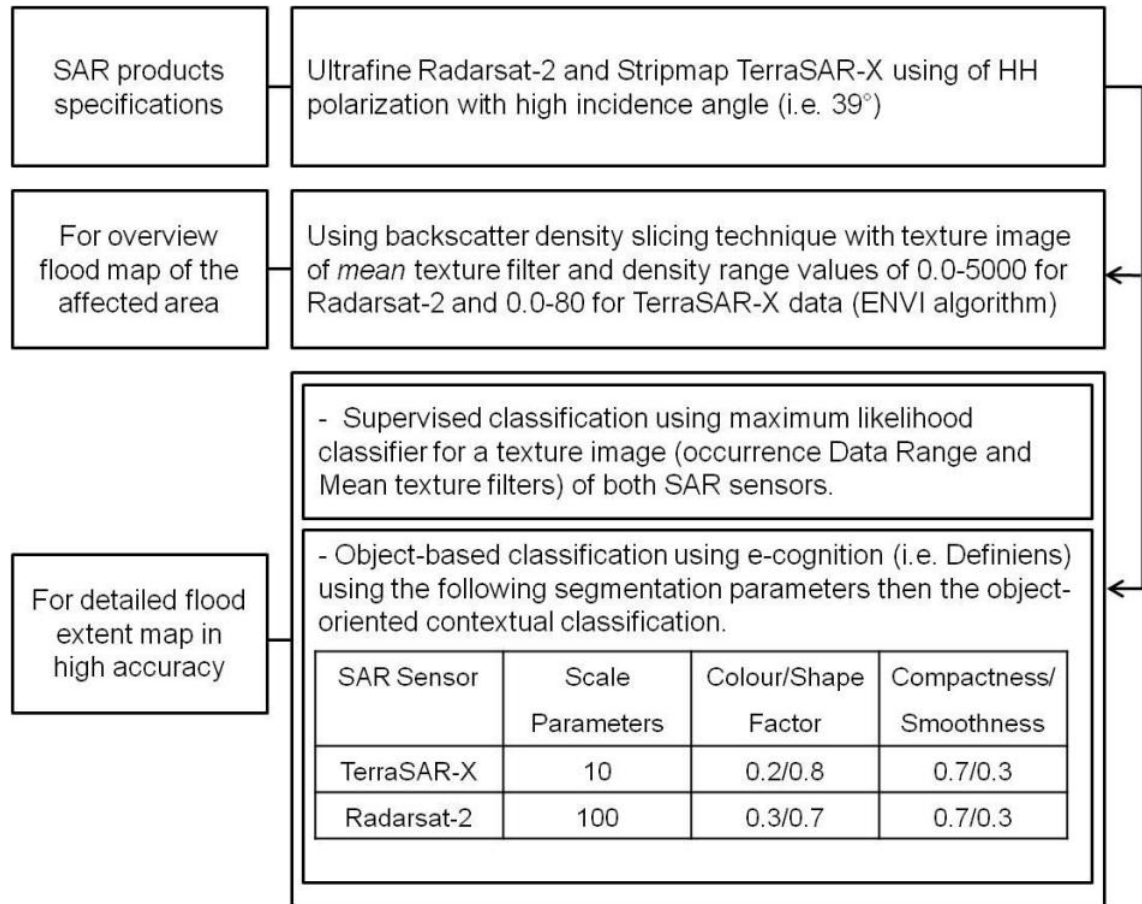 SAR products
specifications
Ultrafine Radarsat-2 and Stripmap TerraSAR-X using of HH
polarization with high incidence angle (i.e. 39°)
For overview
flood map of the
affected area
Using backscatter density slicing technique with texture image
of mean texture filter and density range values of 0.0-5000 for
Radarsat-2 and 0.0-80 for TerraSAR-X data (ENVI algorithm)
For detailed flood
extent map in
high accuracy
- Supervised classification using maximum likelihood
classifier for a texture image (occurrence Data Range and
Mean texture filters) of both SAR sensors.
- Object-based classification using e-cognition (i.e. Definiens)
using the following segmentation parameters then the object-
oriented contextual classification.
SAR Sensor Scale Colour/Shape Compactness/
Parameters Factor Smoothness
TerraSAR-X 10 0.2/0.8 0.7/0.3
Radarsat-2 100 0.3/0.7 0.7/0.3